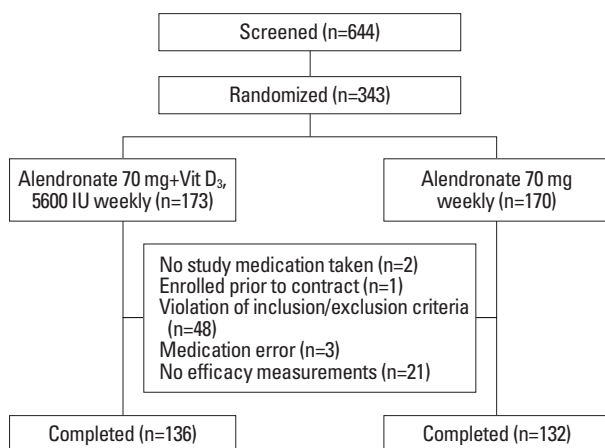 Screened (n=644)
Randomized (n=343)
Alendronate 70 mg+Vit D₃,
5600 IU weekly (n=173)
Alendronate 70 mg
weekly (n=170)
No study medication taken (n=2)
Enrolled prior to contract (n=1)
Violation of inclusion/exclusion criteria
(n=48)
Medication error (n=3)
No efficacy measurements (n=21)
Completed (n=136)
Completed (n=132)